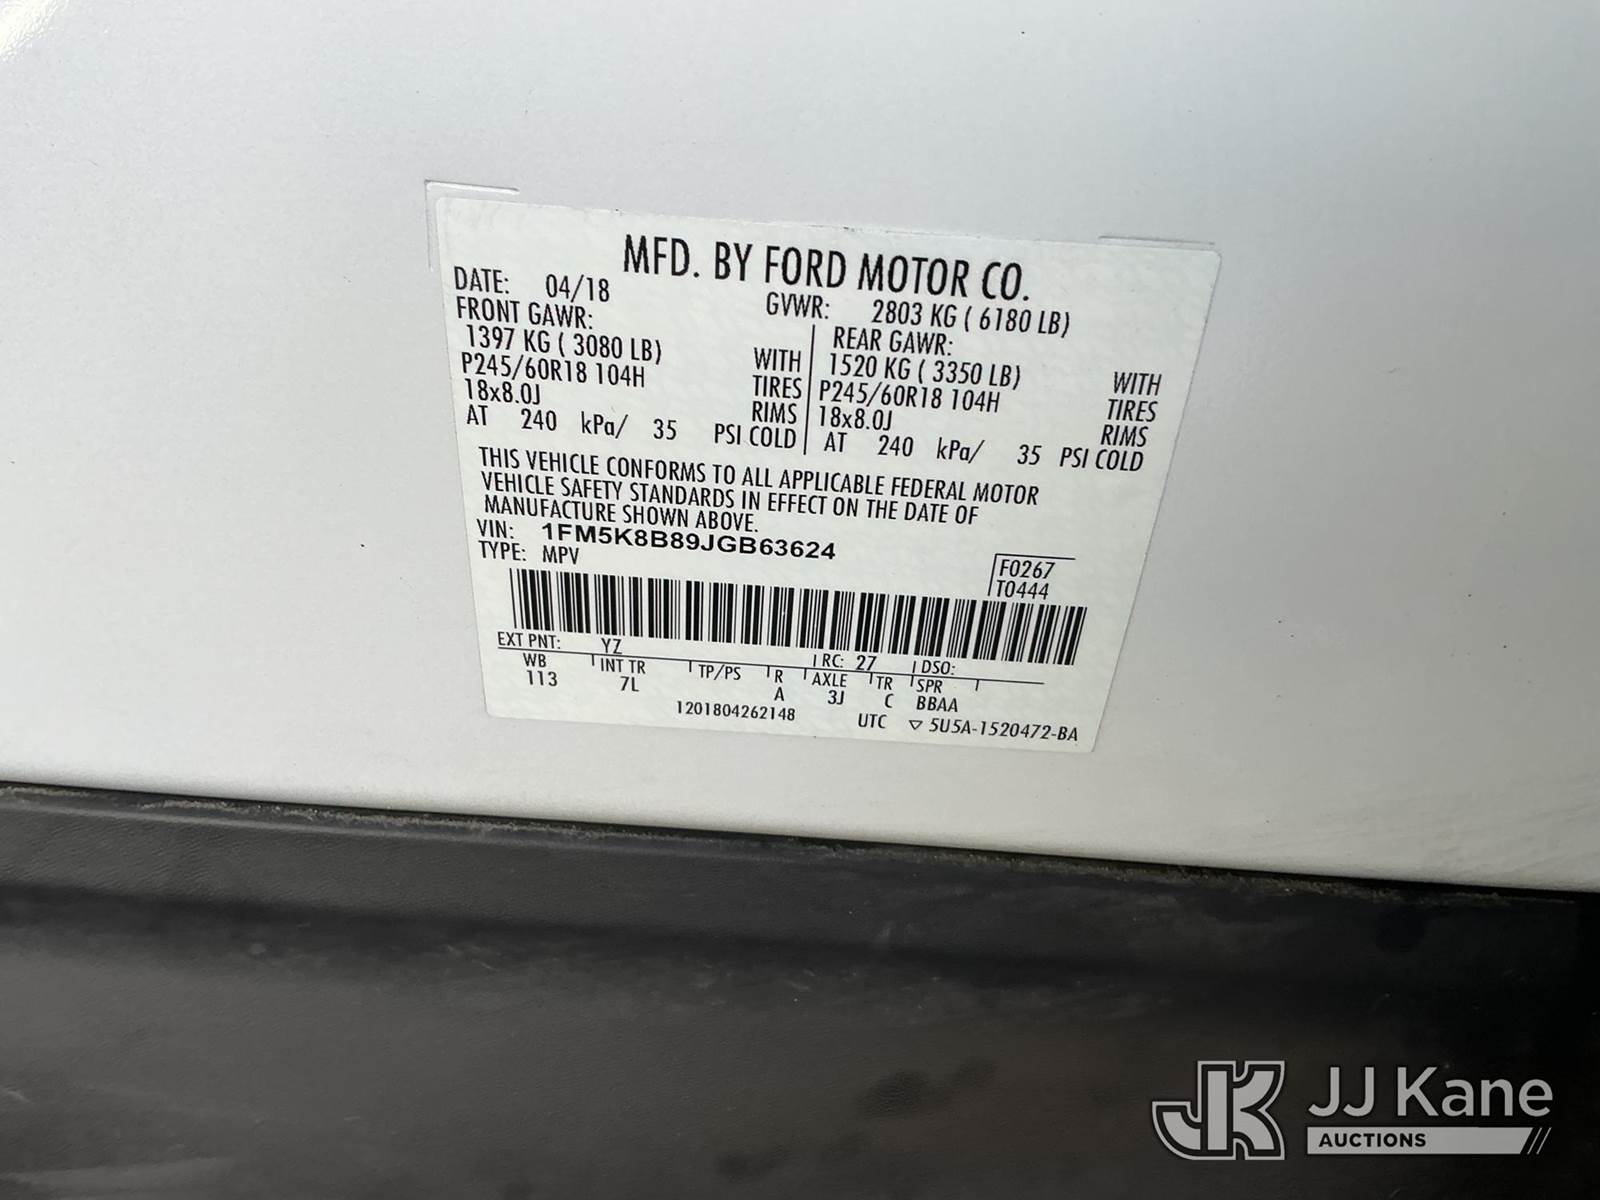 MFD. BY FORD MOTOR CO.
DATE: 04/18 GVWR: 2803 KG ( 6180 LB)
FRONT GAWR: REAR GAWR:
1397 KG ( 3080 LB) WITH 1520 KG ( 3350 LB) WITH
P245/60R18 104H TIRES P245/60R18 104H TIRES
18x8.0J RIMS 18x8.0J RIMS
AT 240 kPa/ 35 PSI COLD AT 240 kPa/ 35 PSI COLD
THIS VEHICLE CONFORMS TO ALL APPLICABLE FEDERAL MOTOR
VEHICLE SAFETY STANDARDS IN EFFECT ON THE DATE OF
MANUFACTURE SHOWN ABOVE.
VIN: 1FM5K8B89JGB63624
TYPE: MPV
F0267
T0444
EXT PNT: YZ RC: 27 DSO:
WB INT TR TP/PS R AXLE TR SPR
113 7L A 3J C BBAA
1201804262148 UTC ▽ 5U5A-1520472-BA
JK JJ Kane
AUCTIONS